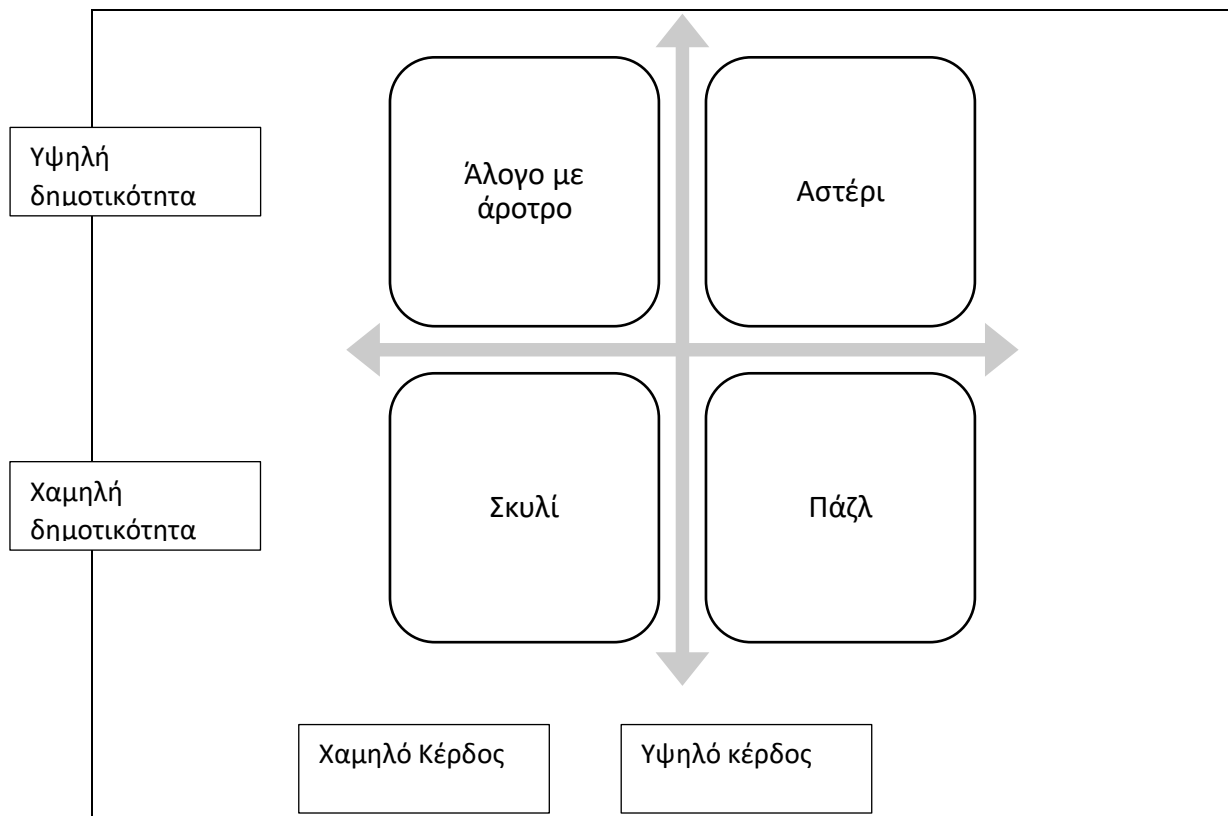 Υψηλή
δημοτικότητα
Άλογο με
άροτρο
Αστέρι
Χαμηλή
δημοτικότητα
Σκυλί
Πάζλ
Χαμηλό Κέρδος
Υψηλό κέρδος